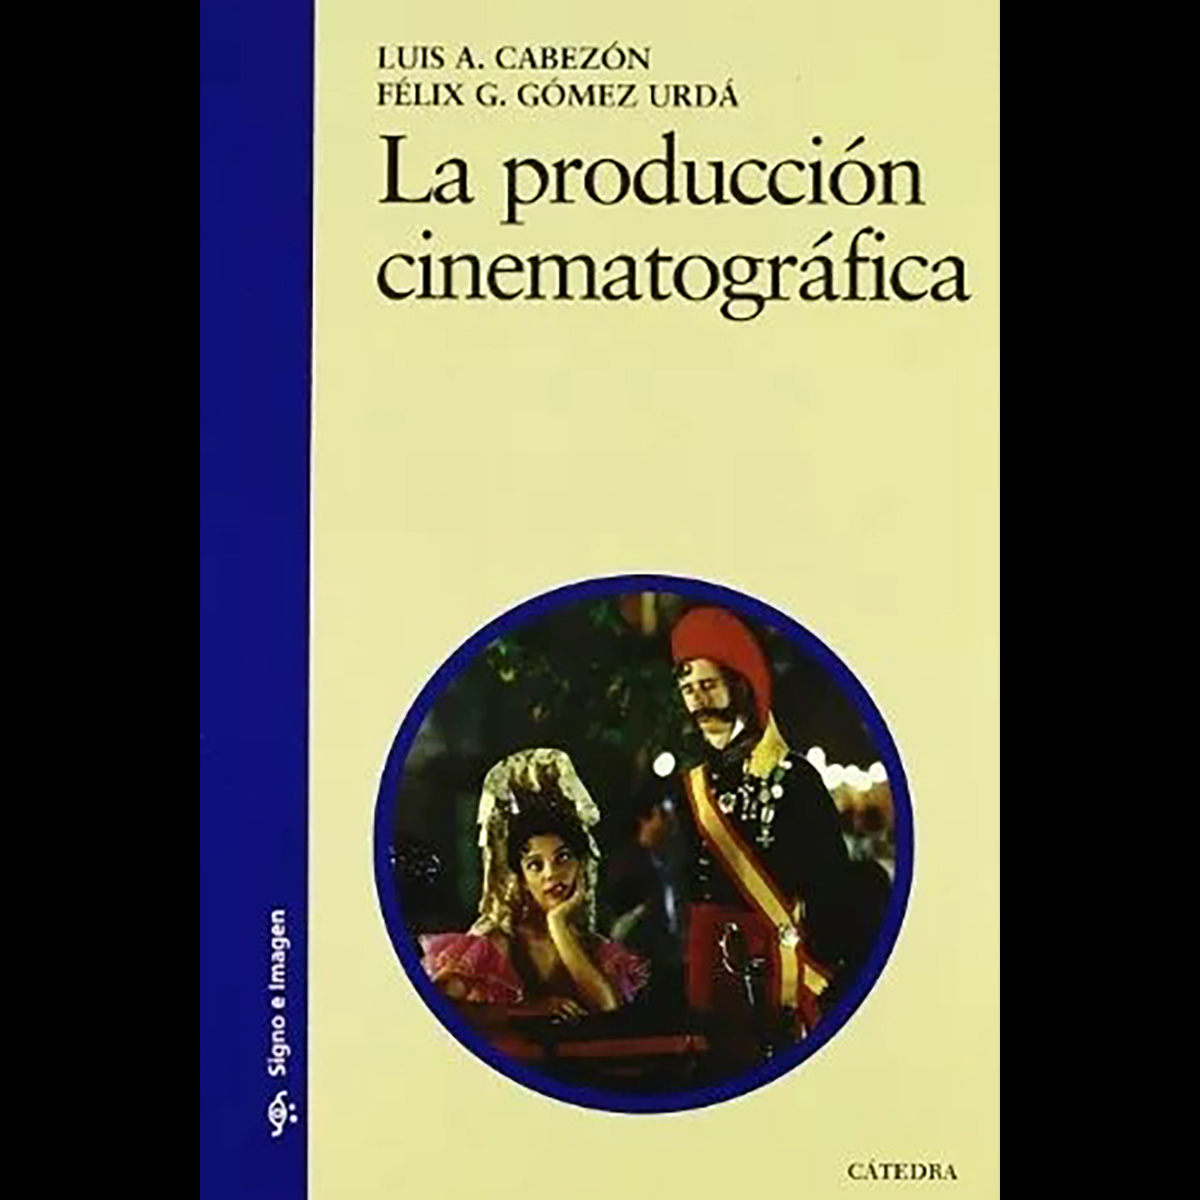 LUIS A. CABEZÓN
FÉLIX G. GÓMEZ URDÁ
La producción
cinematográfica
Signo e Imagen
CÁTEDRA